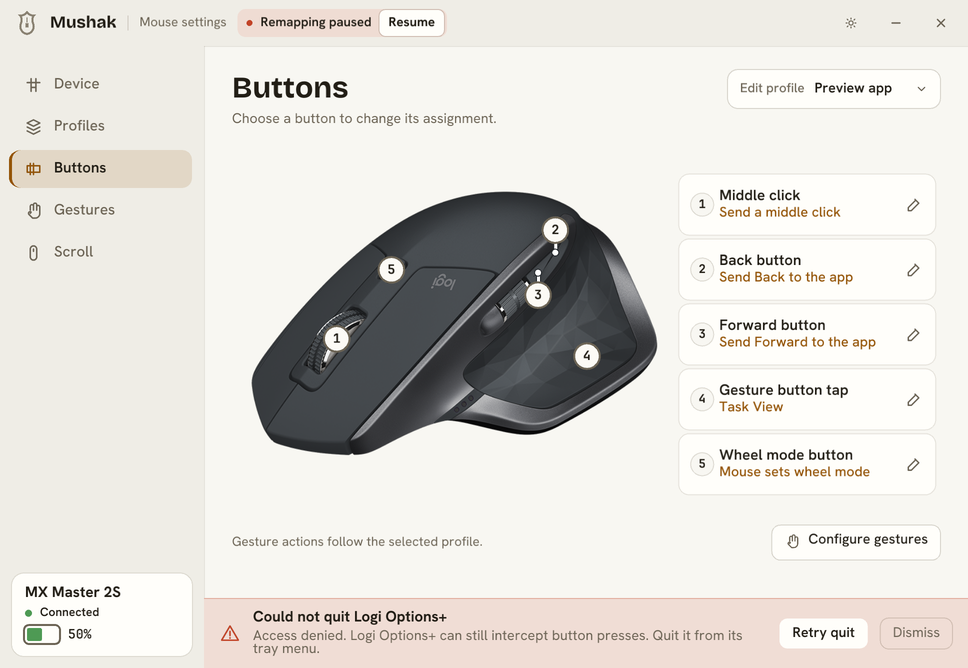 Mushak
Mouse settings
Remapping paused
Resume
Device
Profiles
Buttons
Gestures
Scroll
MX Master 2S
Connected
50%
Buttons
Choose a button to change its assignment.
Edit profile Preview app
logi
1
2
3
4
5
1 Middle click
Send a middle click
2 Back button
Send Back to the app
3 Forward button
Send Forward to the app
4 Gesture button tap
Task View
5 Wheel mode button
Mouse sets wheel mode
Gesture actions follow the selected profile.
Configure gestures
Could not quit Logi Options+
Access denied. Logi Options+ can still intercept button presses. Quit it from its
tray menu.
Retry quit
Dismiss